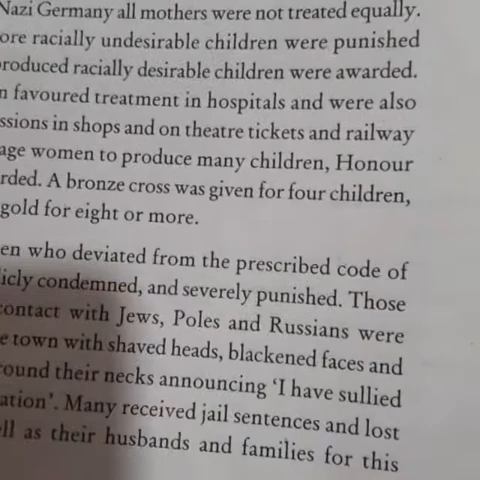 Nazi Germany all mothers were not treated equally.
ore racially undesirable children were punished
roduced racially desirable children were awarded.
n favoured treatment in hospitals and were also
ssions in shops and on theatre tickets and railway
age women to produce many children, Honour
rded. A bronze cross was given for four children,
gold for eight or more.
en who deviated from the prescribed code of
icly condemned, and severely punished. Those
contact with Jews, Poles and Russians were
e town with shaved heads, blackened faces and
round their necks announcing ‘I have sullied
ation’. Many received jail sentences and lost
ll as their husbands and families for this